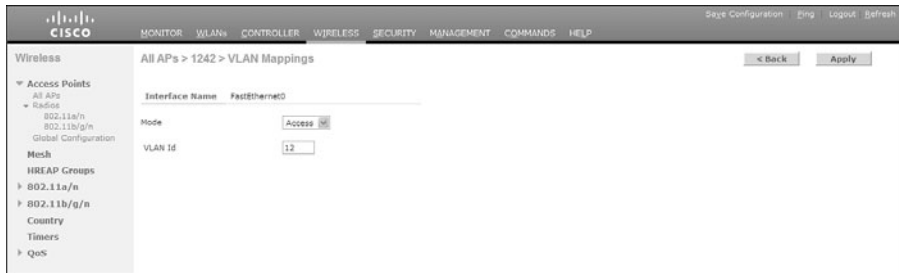 Save Configuration Ping Logout Refresh
CISCO
MONITOR WLANs CONTROLLER WIRELESS SECURITY MANAGEMENT COMMANDS HELP
Wireless
All APs > 1242 > VLAN Mappings
< Back
Apply
Access Points
All APs
Radios
802.11a/n
802.11b/g/n
Global Configuration
Mesh
HREAP Groups
802.11a/n
802.11b/g/n
Country
Timers
QoS
Interface Name FastEthernet0
Mode Access
VLAN Id 12